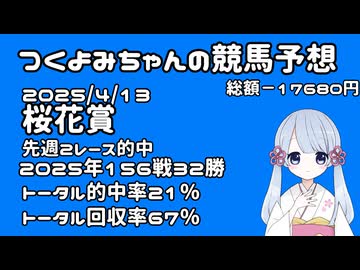 つくよみちゃんの競馬予想
総額－17680円
2025/4/13
桜花賞
先週2レース的中
2025年156戦32勝
トータル的中率21％
トータル回収率67％